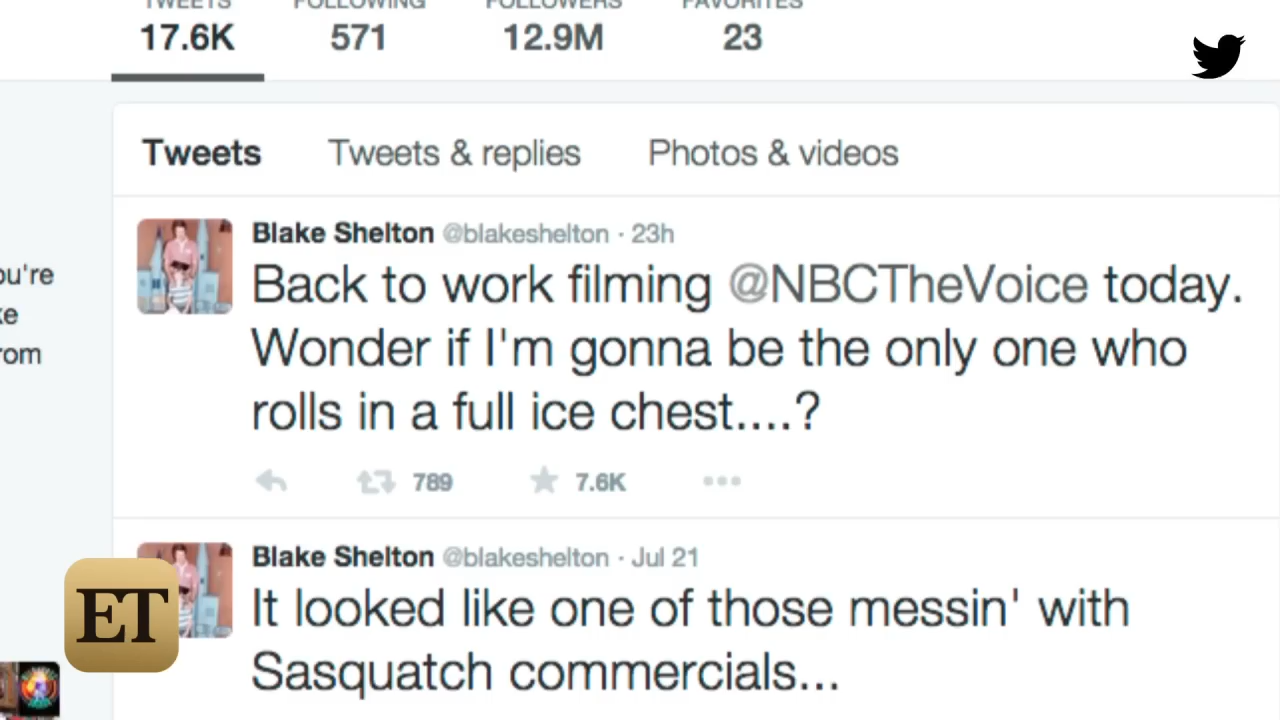 TWEETS FOLLOWING FOLLOWERS FAVORITES
17.6K 571 12.9M 23
Tweets Tweets & replies Photos & videos
Blake Shelton @blakeshelton · 23h
Back to work filming @NBCTheVoice today.
Wonder if I'm gonna be the only one who
rolls in a full ice chest....?
789 7.6K
ou're
ke
rom
Blake Shelton @blakeshelton · Jul 21
It looked like one of those messin' with
Sasquatch commercials...
ET